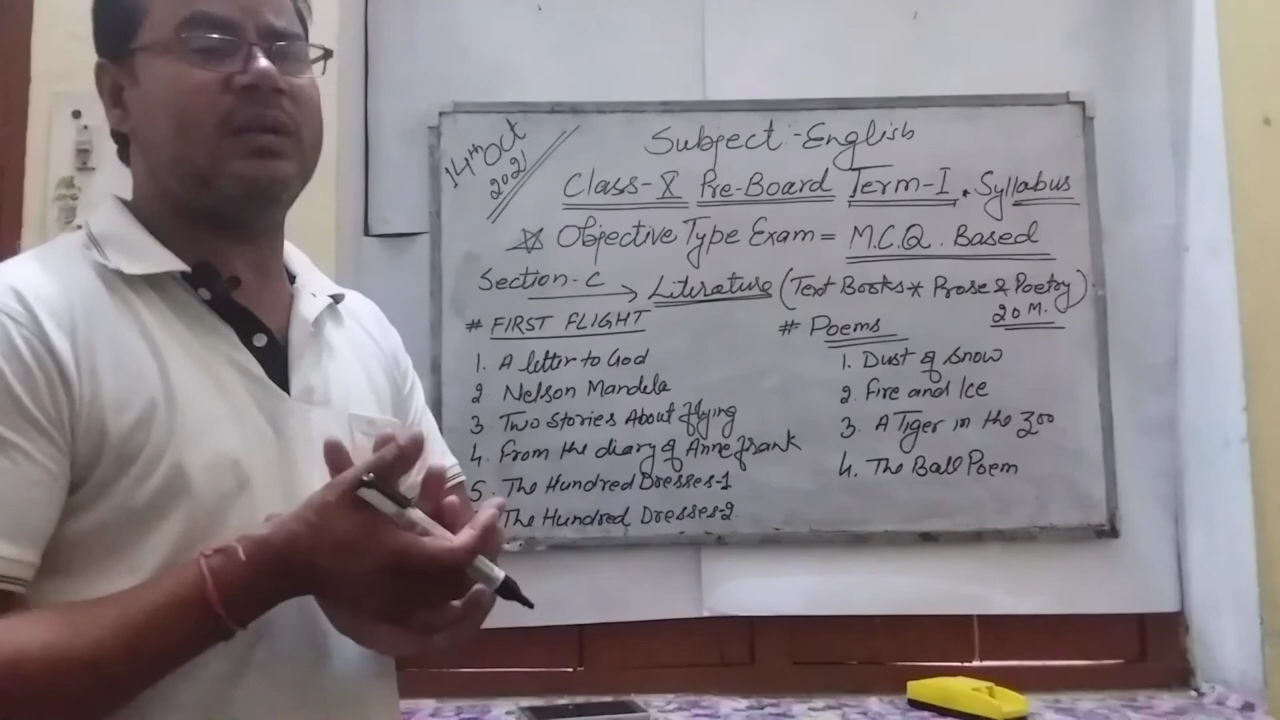 14th Oct
2021
Subject:-English
Class-X Pre-Board Term-I. Syllabus
Objective Type Exam = M.C.Q. Based
Section-C → Literature (Text Books * Prose & Poetry)
20 M.
# FIRST FLIGHT
1. A letter to God
2. Nelson Mandela
3. Two Stories About flying
4. From the diary of Anne frank
5. The Hundred Dresses-1
The Hundred Dresses-2
# Poems
1. Dust of Snow
2. Fire and Ice
3. A Tiger in the Zoo
4. The Ball Poem